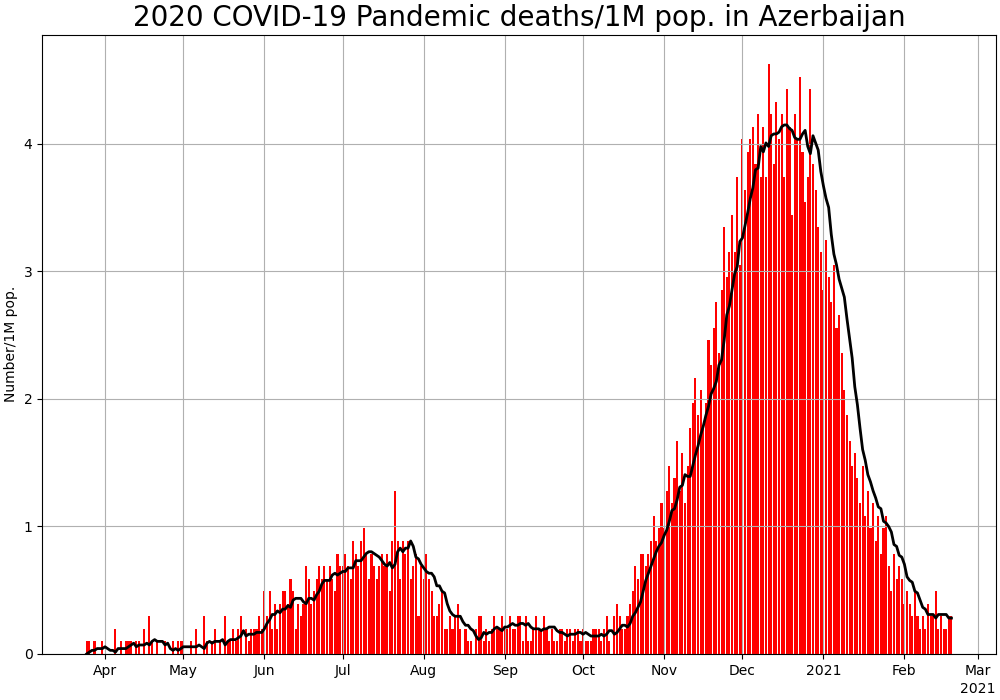 2020 COVID-19 Pandemic deaths/1M pop. in Azerbaijan
Number/1M pop.
4
3
2
1
0
Apr May Jun Jul Aug Sep Oct Nov Dec 2021 Feb Mar
2021